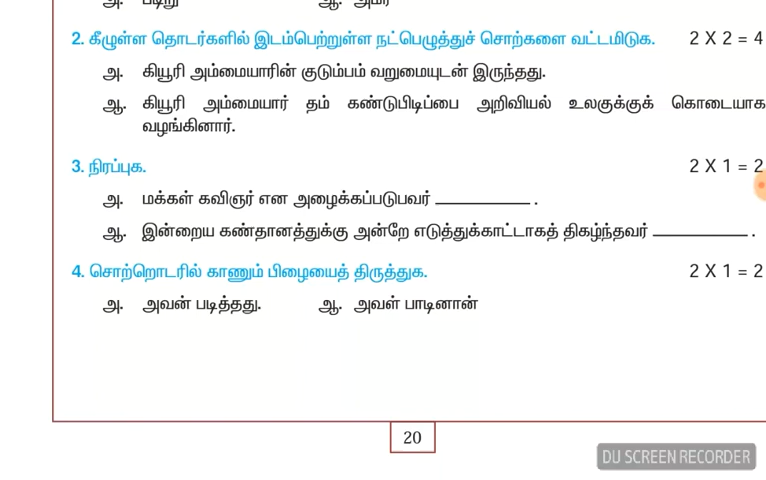 2. கீழுள்ள தொடர்களில் இடம்பெற்றுள்ள நட்பெழுத்துச் சொற்களை வட்டமிடுக. 2 X 2 = 4
அ. கியூரி அம்மையாரின் குடும்பம் வறுமையுடன் இருந்தது.
ஆ. கியூரி அம்மையார் தம் கண்டுபிடிப்பை அறிவியல் உலகுக்குக் கொடையாக
வழங்கினார்.
3. நிரப்புக. 2 X 1 = 2
அ. மக்கள் கவிஞர் என அழைக்கப்படுபவர் __________ .
ஆ. இன்றைய கண்தானத்துக்கு அன்றே எடுத்துக்காட்டாகத் திகழ்ந்தவர் __________ .
4. சொற்றொடரில் காணும் பிழையைத் திருத்துக. 2 X 1 = 2
அ. அவன் படித்தது. ஆ. அவள் பாடினான்
20
DU SCREEN RECORDER